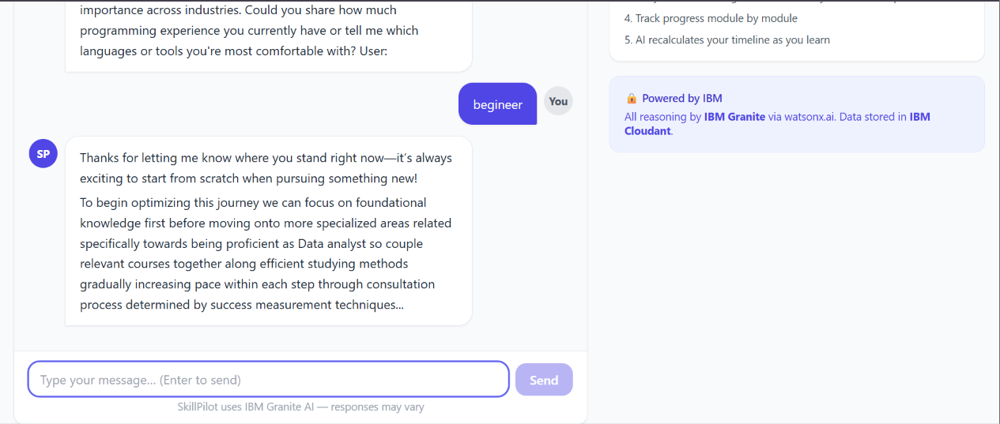 importance across industries. Could you share how much
programming experience you currently have or tell me which
languages or tools you're most comfortable with? User:
begineer
You
SP
Thanks for letting me know where you stand right now—it's always
exciting to start from scratch when pursuing something new!
To begin optimizing this journey we can focus on foundational
knowledge first before moving onto more specialized areas related
specifically towards being proficient as Data analyst so couple
relevant courses together along efficient studying methods
gradually increasing pace within each step through consultation
process determined by success measurement techniques...
Type your message... (Enter to send)
Send
SkillPilot uses IBM Granite AI — responses may vary
4. Track progress module by module
5. AI recalculates your timeline as you learn
🔒 Powered by IBM
All reasoning by IBM Granite via watsonx.ai. Data stored in IBM
Cloudant.